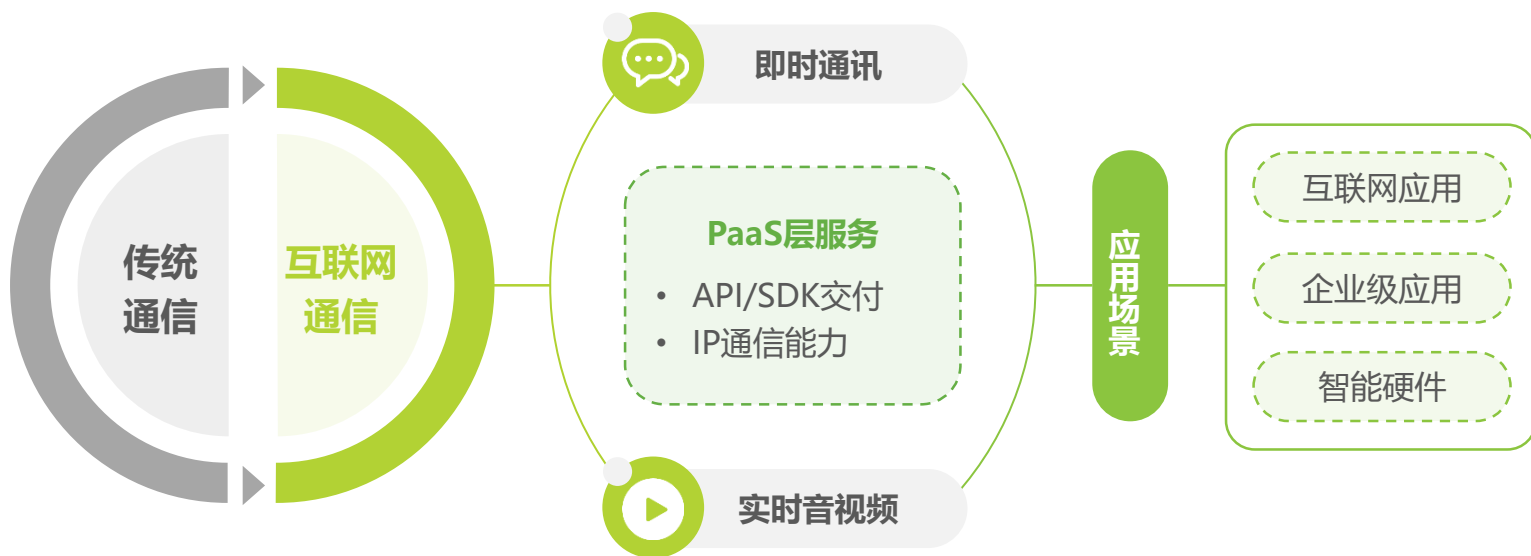 传统
通信
互联网
通信
即时通讯
PaaS层服务
• API/SDK交付
• IP通信能力
实时音视频
应用场景
互联网应用
企业级应用
智能硬件